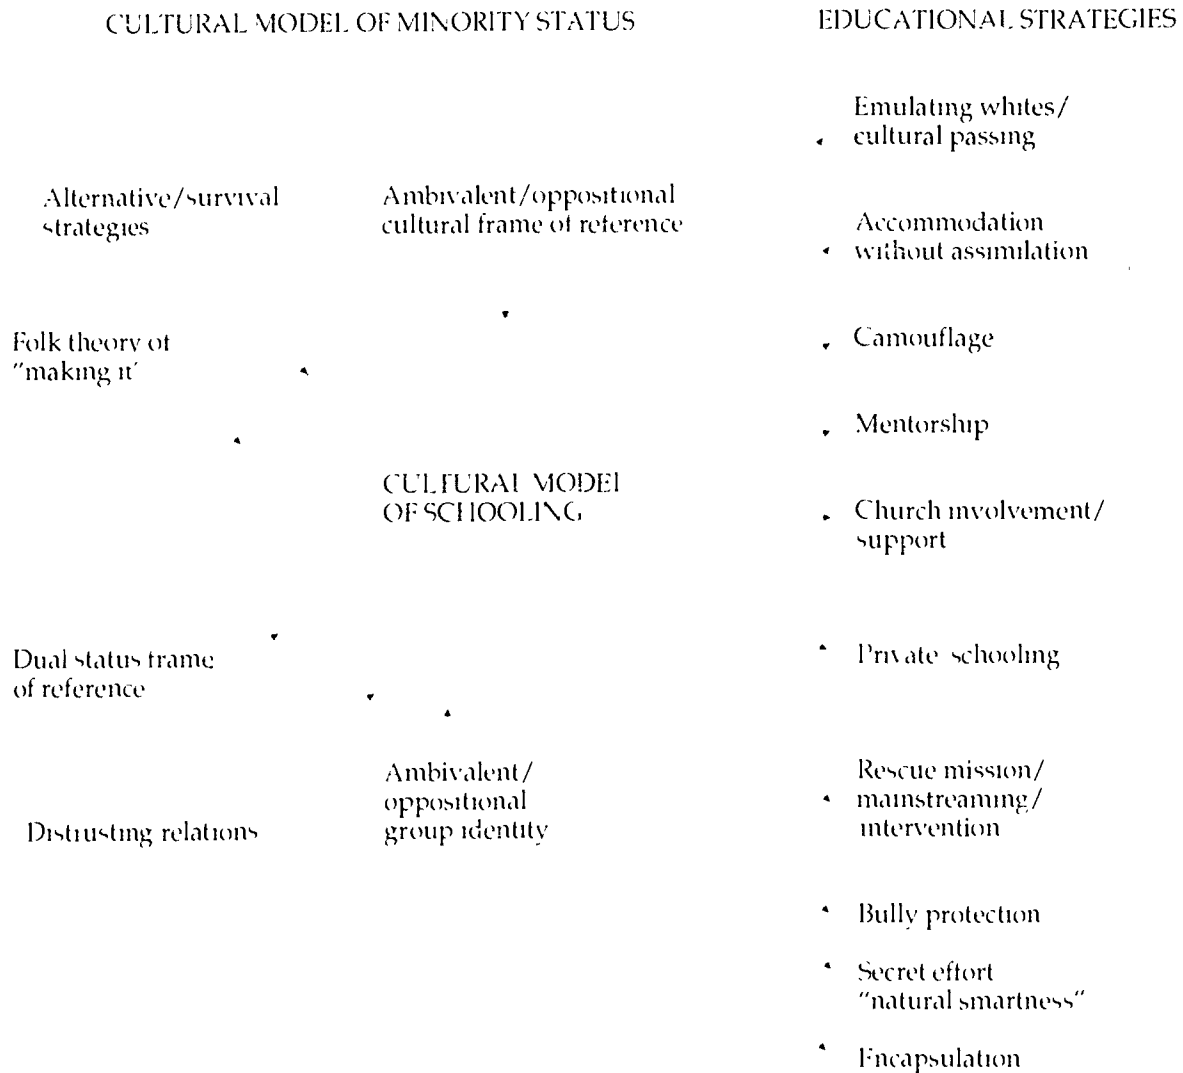 CULTURAL MODEL OF MINORITY STATUS
EDUCATIONAL STRATEGIES
Alternative/survival
strategies
Ambivalent/oppositional
cultural frame of reference
Folk theory of
"making it'
CULTURAL MODEL
OF SCHOOLING
Dual status frame
of reference
Distrusting relations
Ambivalent/
oppositional
group identity
Emulating whites/
cultural passing
Accommodation
without assimilation
Camouflage
Mentorship
Church involvement/
support
Private schooling
Rescue mission/
mainstreaming/
intervention
Bully protection
Secret effort
"natural smartness"
Encapsulation